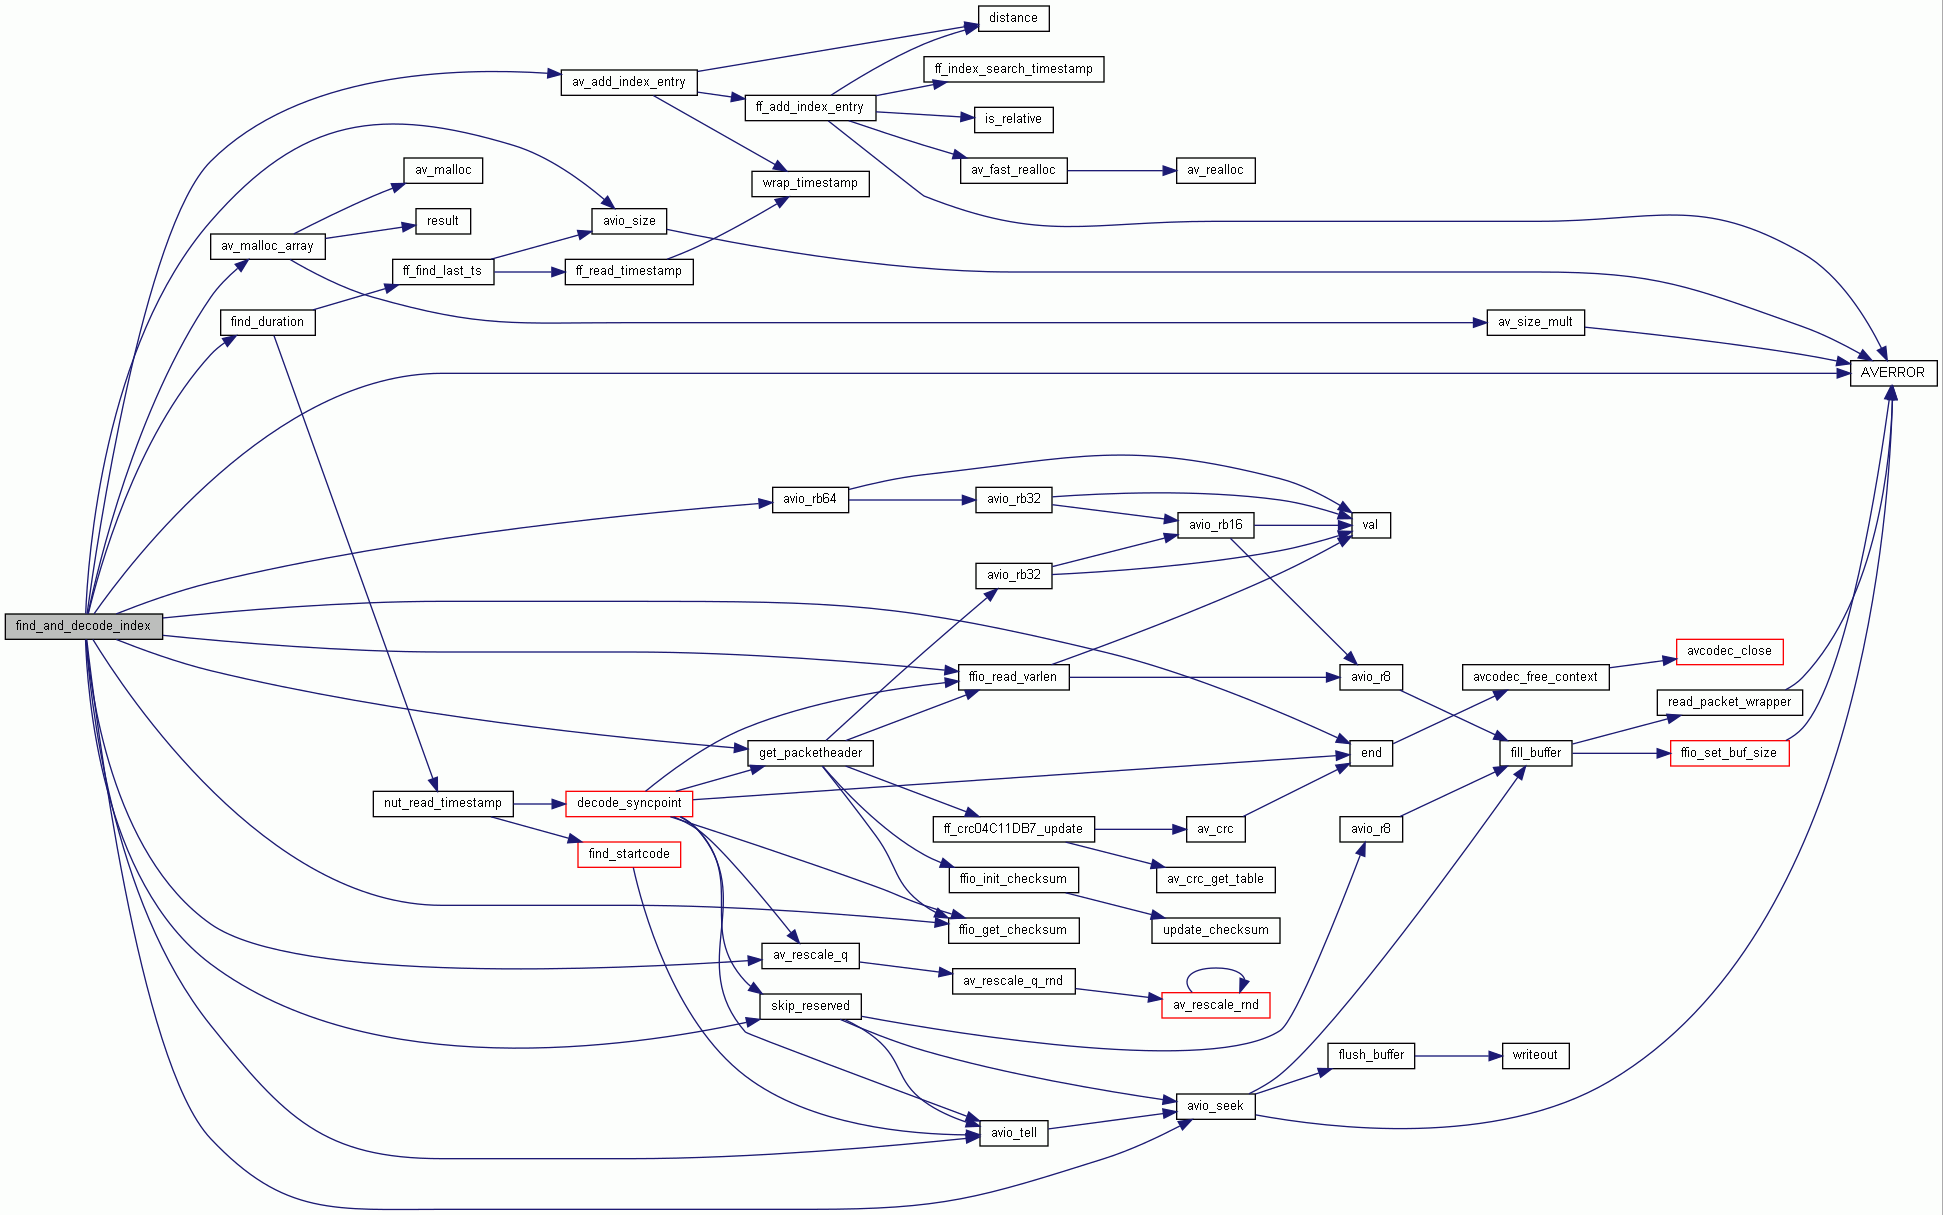 distance
ff_index_search_timestamp
av_add_index_entry
ff_add_index_entry
is_relative
av_malloc
av_fast_realloc
av_realloc
wrap_timestamp
result
avio_size
av_malloc_array
ff_find_last_ts
ff_read_timestamp
find_duration
av_size_mult
AVERROR
avio_rb64
avio_rb32
avio_rb16
val
avio_rb32
find_and_decode_index
avcodec_close
ffio_read_varlen
avio_r8
avcodec_free_context
read_packet_wrapper
get_packetheader
end
fill_buffer
ffio_set_buf_size
nut_read_timestamp
decode_syncpoint
ff_crc04C11DB7_update
av_crc
avio_r8
find_startcode
ffio_init_checksum
av_crc_get_table
ffio_get_checksum
update_checksum
av_rescale_q
av_rescale_q_rnd
skip_reserved
av_rescale_rnd
flush_buffer
writeout
avio_seek
avio_tell